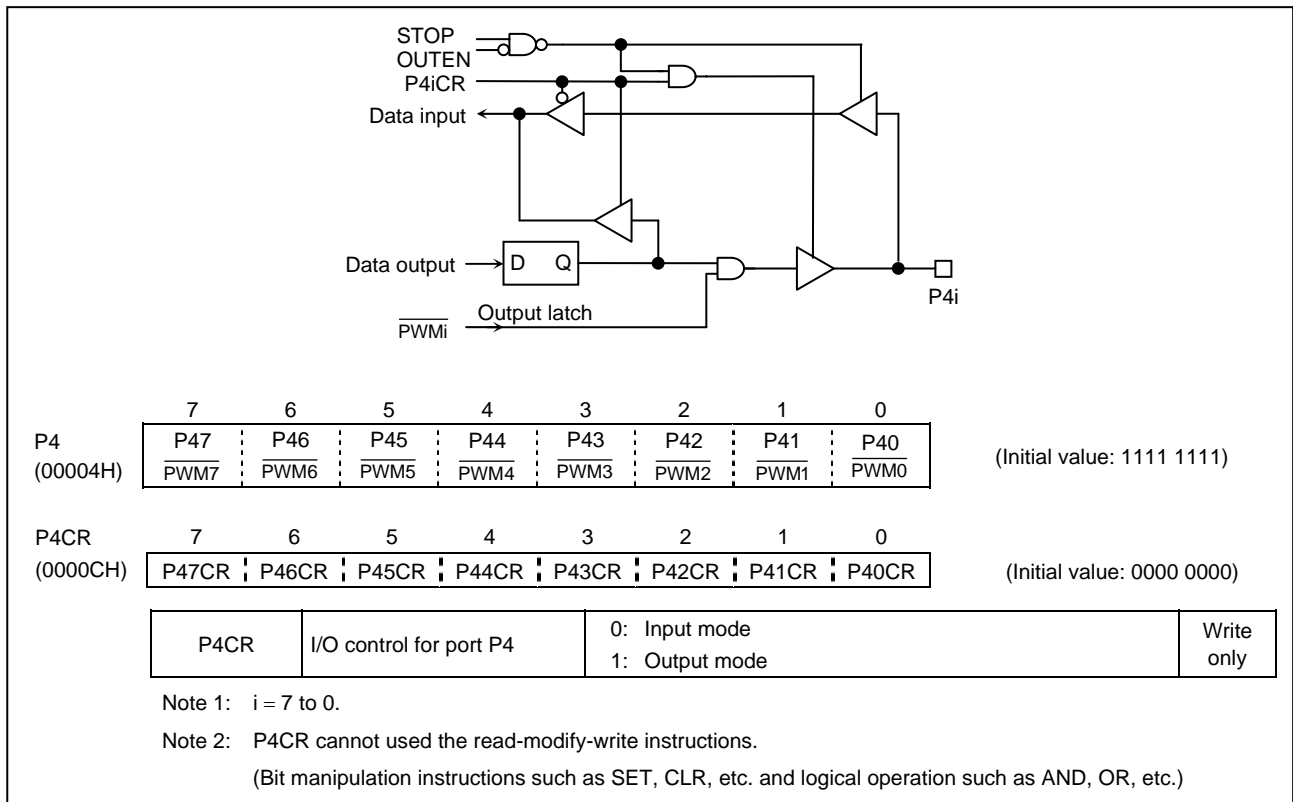 STOP
OUTEN
P4iCR
Data input
Data output
D Q
P4i
Output latch
PWMi
7 6 5 4 3 2 1 0
P4 P47 P46 P45 P44 P43 P42 P41 P40
(00004H) PWM7 PWM6 PWM5 PWM4 PWM3 PWM2 PWM1 PWM0 (Initial value: 1111 1111)
P4CR 7 6 5 4 3 2 1 0
(0000CH) P47CR P46CR P45CR P44CR P43CR P42CR P41CR P40CR (Initial value: 0000 0000)
P4CR I/O control for port P4 0: Input mode Write
1: Output mode only
Note 1: i = 7 to 0.
Note 2: P4CR cannot used the read-modify-write instructions.
(Bit manipulation instructions such as SET, CLR, etc. and logical operation such as AND, OR, etc.)